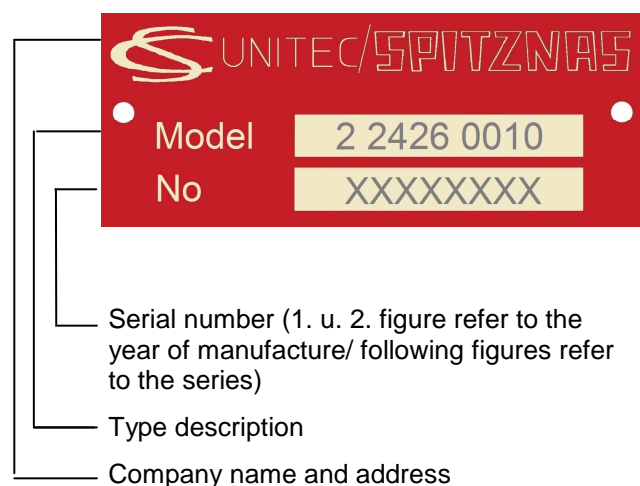 CS UNITEC/SPITZNAS
Model 2 2426 0010
No XXXXXXXX
Serial number (1. u. 2. figure refer to the
year of manufacture/ following figures refer
to the series)
Type description
Company name and address